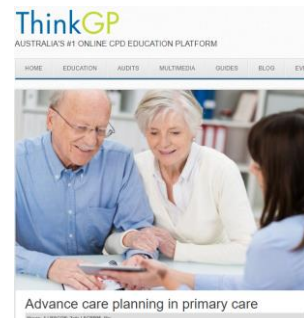 ThinkGP
AUSTRALIA'S #1 ONLINE CPD EDUCATION PLATFORM
HOME EDUCATION AUDITS MULTIMEDIA GUIDES BLOG
Advance care planning in primary care